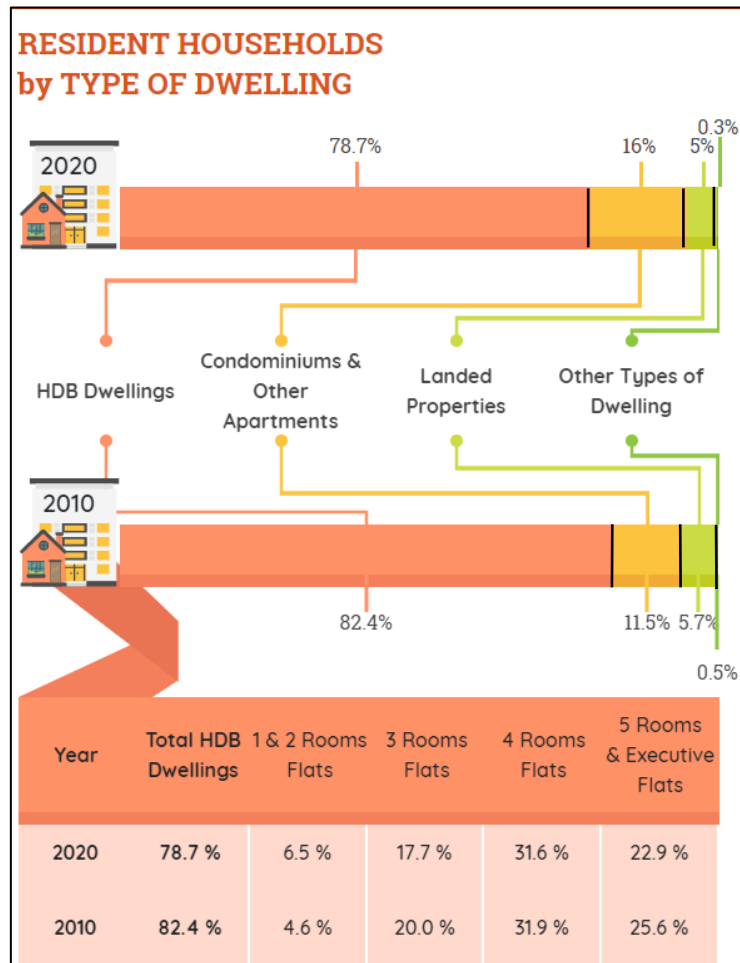 RESIDENT HOUSEHOLDS
by TYPE OF DWELLING
0.3%
78.7%
16%
5%
2020
HDB Dwellings
Condominiums &
Other
Apartments
Landed
Properties
Other Types of
Dwelling
2010
82.4%
11.5%
5.7%
0.5%
Year
Total HDB
Dwellings
1 & 2 Rooms
Flats
3 Rooms
Flats
4 Rooms
Flats
5 Rooms
& Executive
Flats
2020 78.7 % 6.5 % 17.7 % 31.6 % 22.9 %
2010 82.4 % 4.6 % 20.0 % 31.9 % 25.6 %